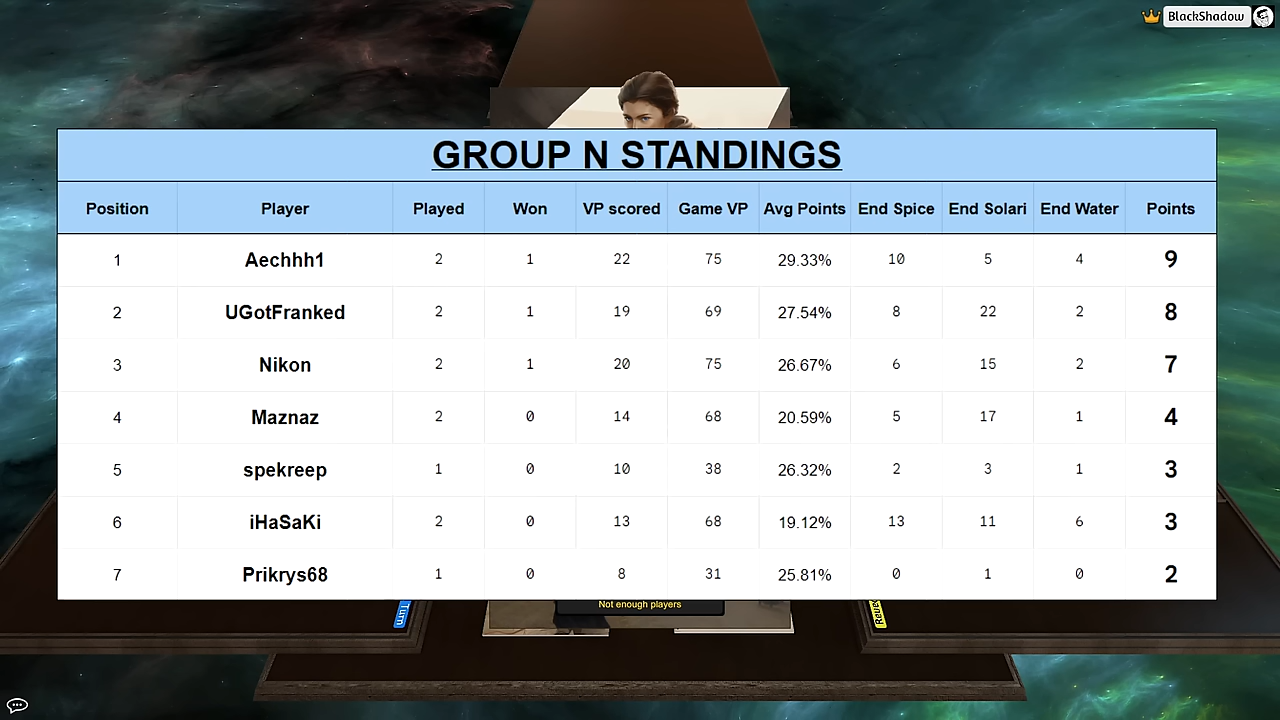 BlackShadow
GROUP N STANDINGS
Position Player Played Won VP scored Game VP Avg Points End Spice End Solari End Water Points
1 Aechhh1 2 1 22 75 29.33% 10 5 4 9
2 UGotFranked 2 1 19 69 27.54% 8 22 2 8
3 Nikon 2 1 20 75 26.67% 6 15 2 7
4 Maznaz 2 0 14 68 20.59% 5 17 1 4
5 spekreep 1 0 10 38 26.32% 2 3 1 3
6 iHaSaKi 2 0 13 68 19.12% 13 11 6 3
7 Prikrys68 1 0 8 31 25.81% 0 1 0 2
Not enough players
Turn